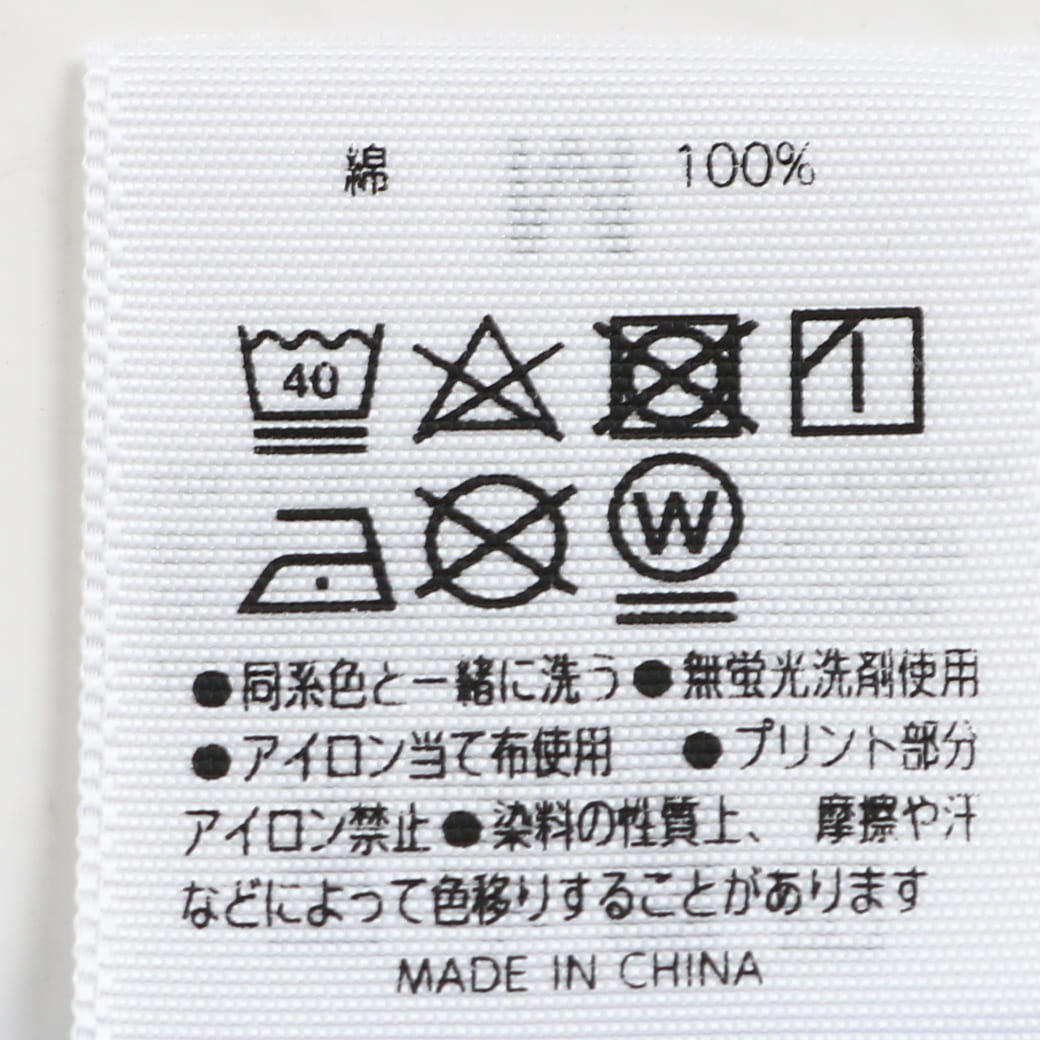 綿 100%
40
W
●同系色と一緒に洗う●無蛍光洗剤使用
●アイロン当て布使用 ●プリント部分
アイロン禁止●染料の性質上、 摩擦や汗
などによって色移りすることがあります
MADE IN CHINA